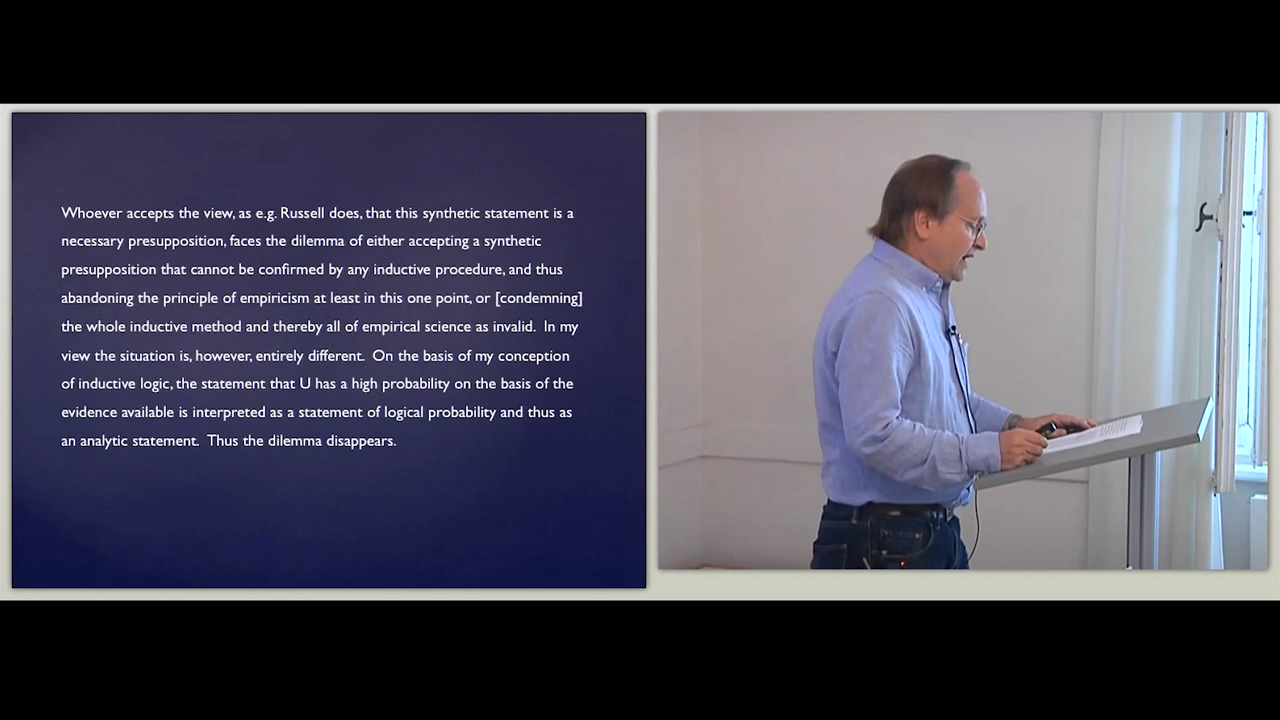 Whoever accepts the view, as e.g. Russell does, that this synthetic statement is a
necessary presupposition, faces the dilemma of either accepting a synthetic
presupposition that cannot be confirmed by any inductive procedure, and thus
abandoning the principle of empiricism at least in this one point, or [condemning]
the whole inductive method and thereby all of empirical science as invalid.  In my
view the situation is, however, entirely different.  On the basis of my conception
of inductive logic, the statement that U has a high probability on the basis of the
evidence available is interpreted as a statement of logical probability and thus as
an analytic statement.  Thus the dilemma disappears.